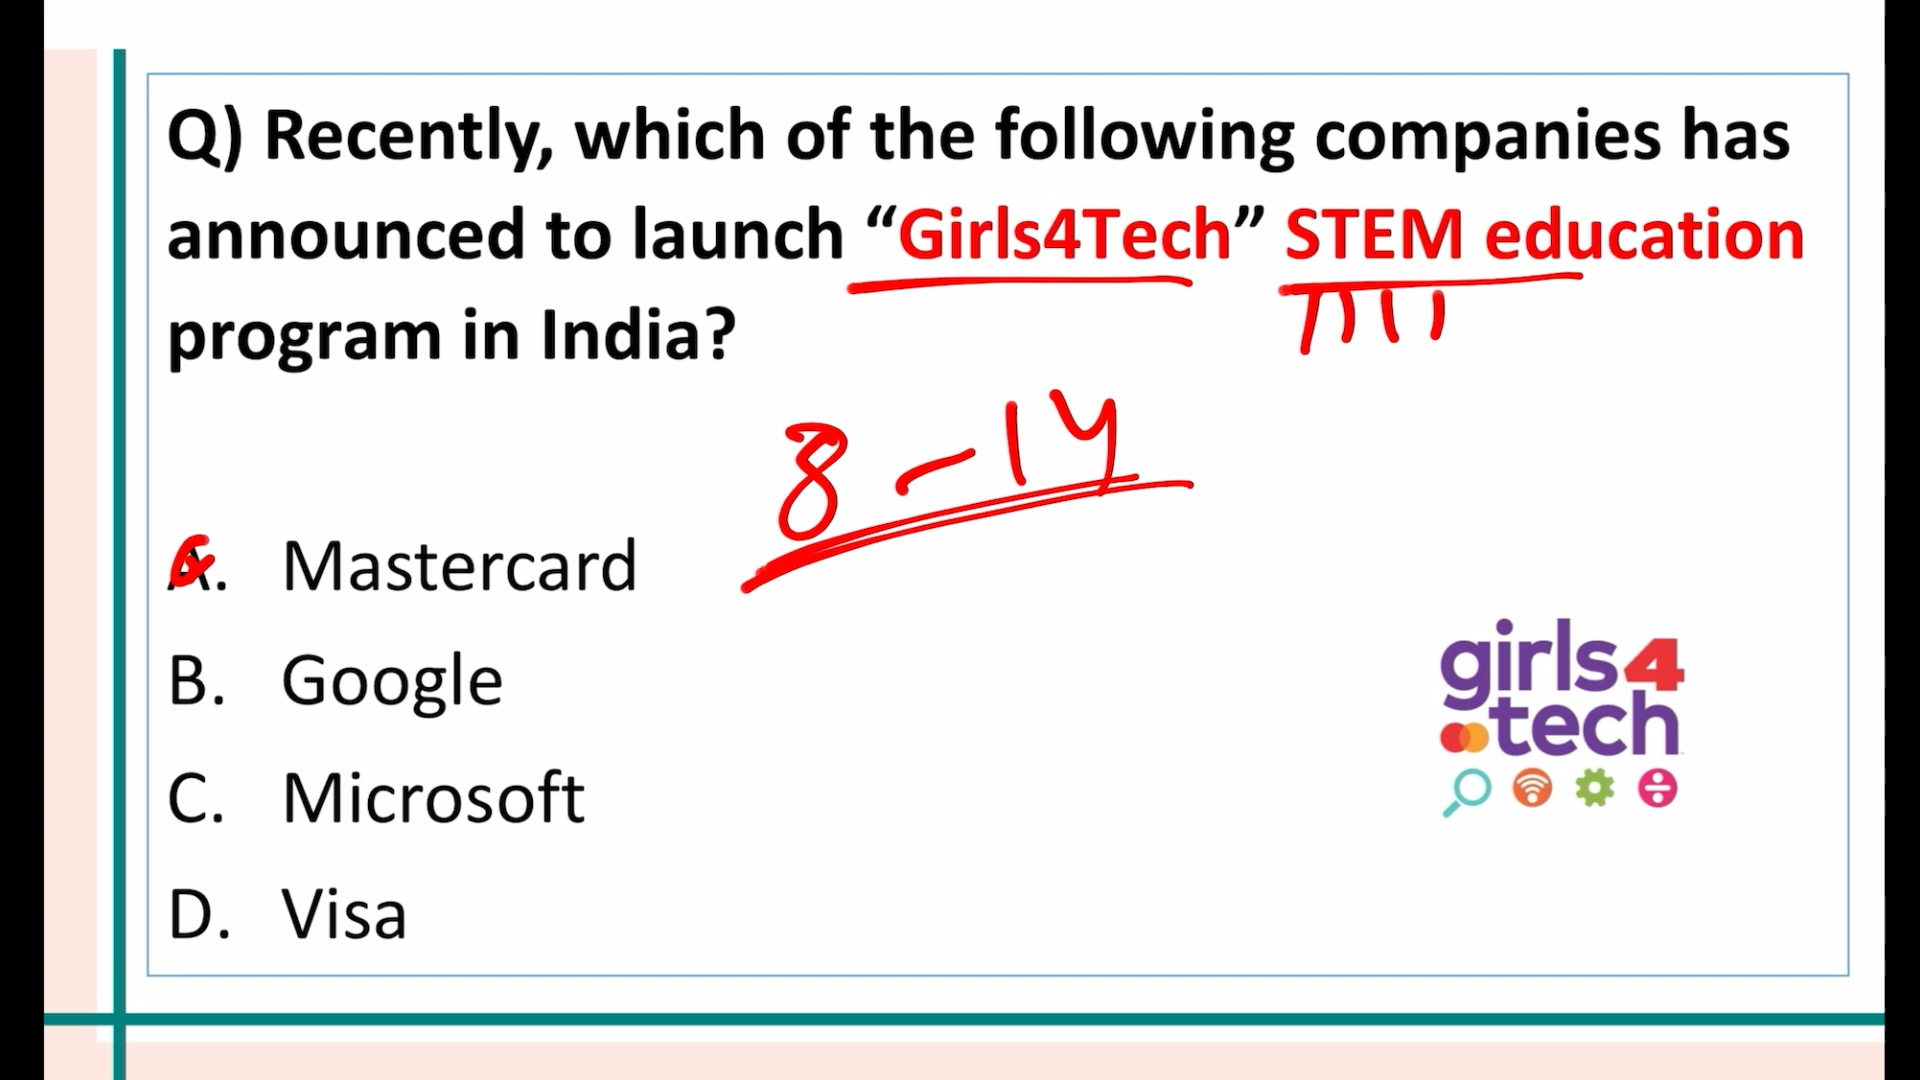 Q) Recently, which of the following companies has
announced to launch “Girls4Tech” STEM education
program in India?
8-14
A. Mastercard
B. Google
C. Microsoft
D. Visa
girls4
tech